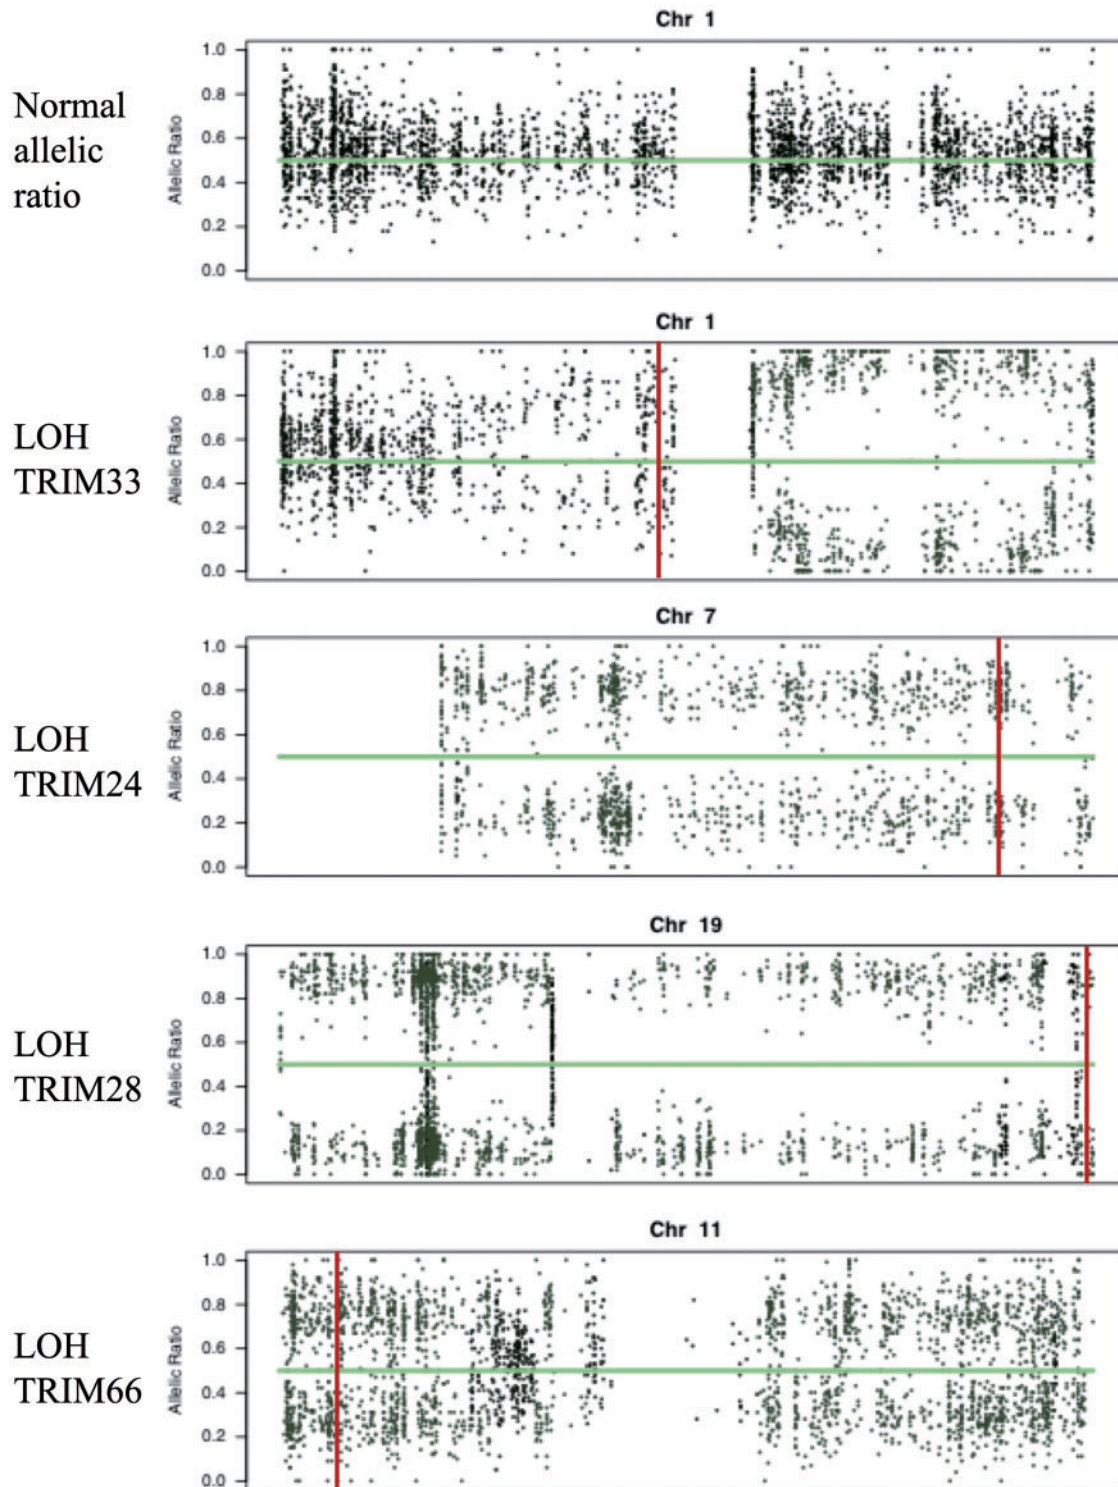 Chr 1
Normal
allelic
ratio
Allelic Ratio
1.0
0.8
0.6
0.4
0.2
0.0
Chr 1
LOH
TRIM33
Allelic Ratio
1.0
0.8
0.6
0.4
0.2
0.0
Chr 7
LOH
TRIM24
Allelic Ratio
1.0
0.8
0.6
0.4
0.2
0.0
Chr 19
LOH
TRIM28
Allelic Ratio
1.0
0.8
0.6
0.4
0.2
0.0
Chr 11
LOH
TRIM66
Allelic Ratio
1.0
0.8
0.6
0.4
0.2
0.0